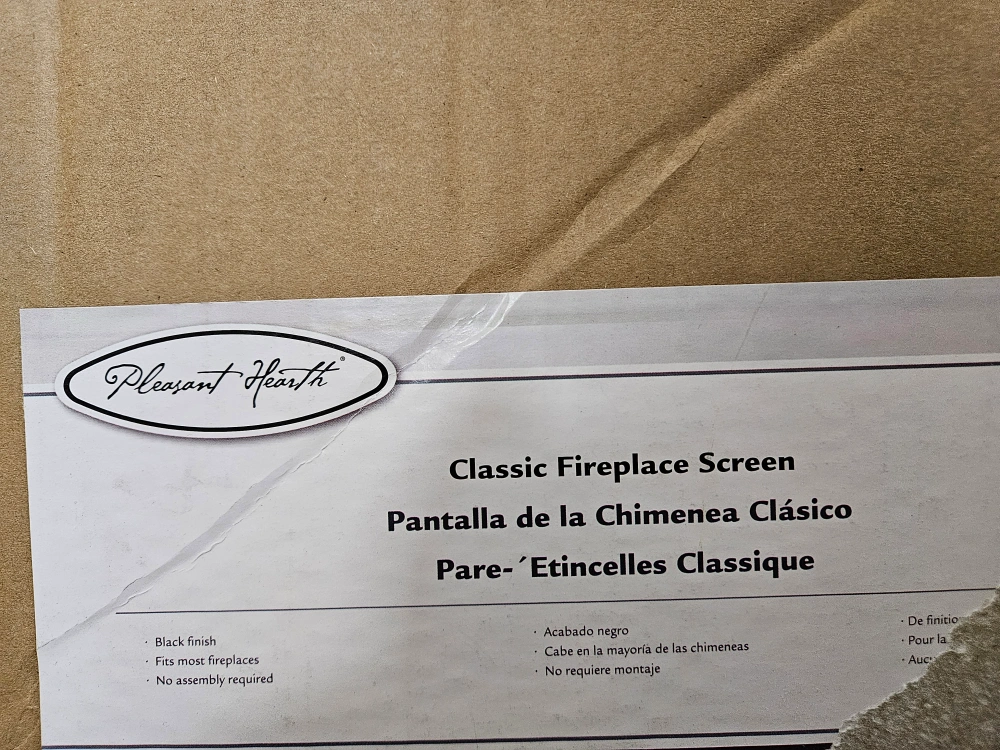 Pleasant Hearth®
Classic Fireplace Screen
Pantalla de la Chimenea Clásico
Pare-´Etincelles Classique
· Black finish
· Fits most fireplaces
· No assembly required
· Acabado negro
· Cabe en la mayoría de las chimeneas
· No requiere montaje
· De finitio
· Pour la
· Auc